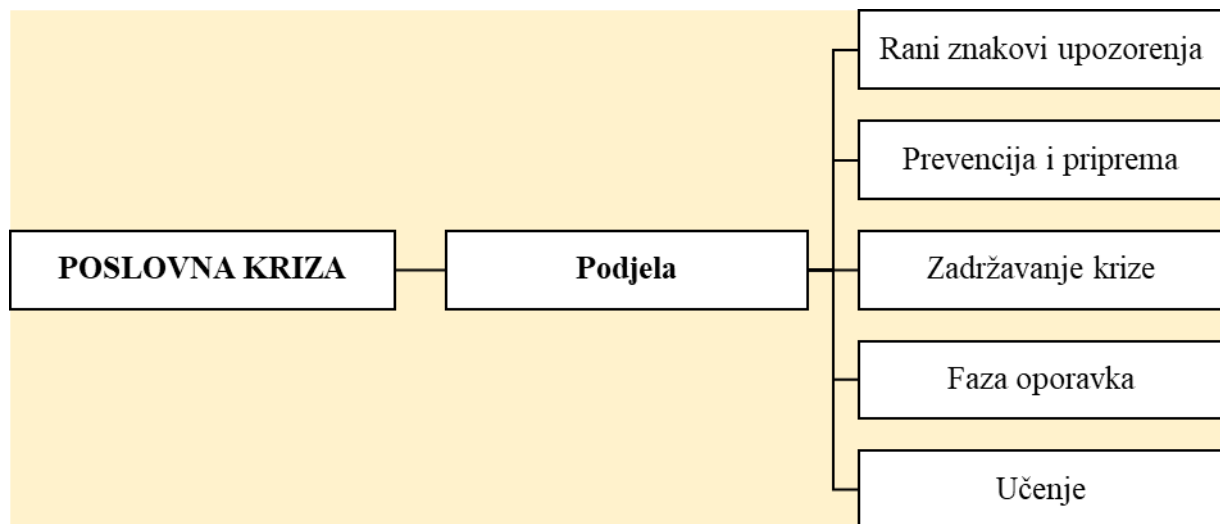 POSLOVNA KRIZA
Podjela
Rani znakovi upozorenja
Prevencija i priprema
Zadržavanje krize
Faza oporavka
Učenje